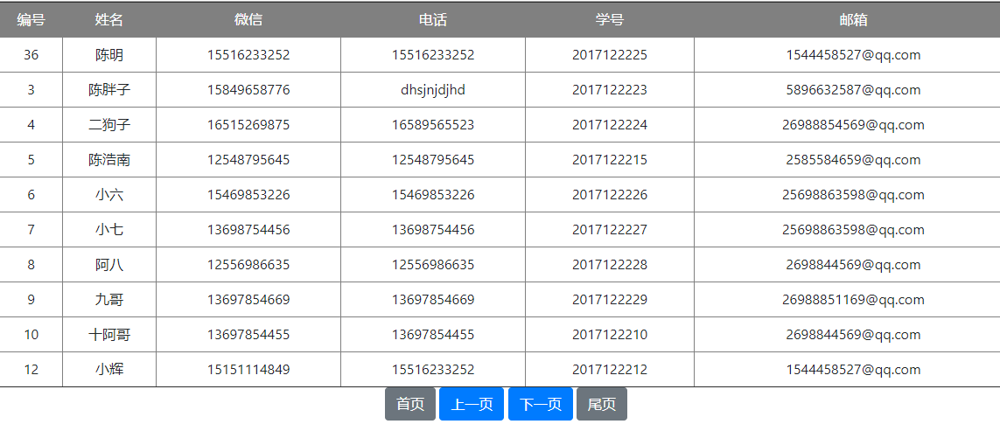 编号 姓名 微信 电话 学号 邮箱
36 陈明 15516233252 15516233252 2017122225 1544458527@qq.com
3 陈胖子 15849658776 dhsjnjdjhd 2017122223 5896632587@qq.com
4 二狗子 16515269875 16589565523 2017122224 26988854569@qq.com
5 陈浩南 12548795645 12548795645 2017122215 2585584659@qq.com
6 小六 15469853226 15469853226 2017122226 25698863598@qq.com
7 小七 13698754456 13698754456 2017122227 25698863598@qq.com
8 阿八 12556986635 12556986635 2017122228 2698844569@qq.com
9 九哥 13697854669 13697854669 2017122229 26988851169@qq.com
10 十阿哥 13697854455 13697854455 2017122210 2698844569@qq.com
12 小辉 15151114849 15516233252 2017122212 1544458527@qq.com
首页 上一页 下一页 尾页